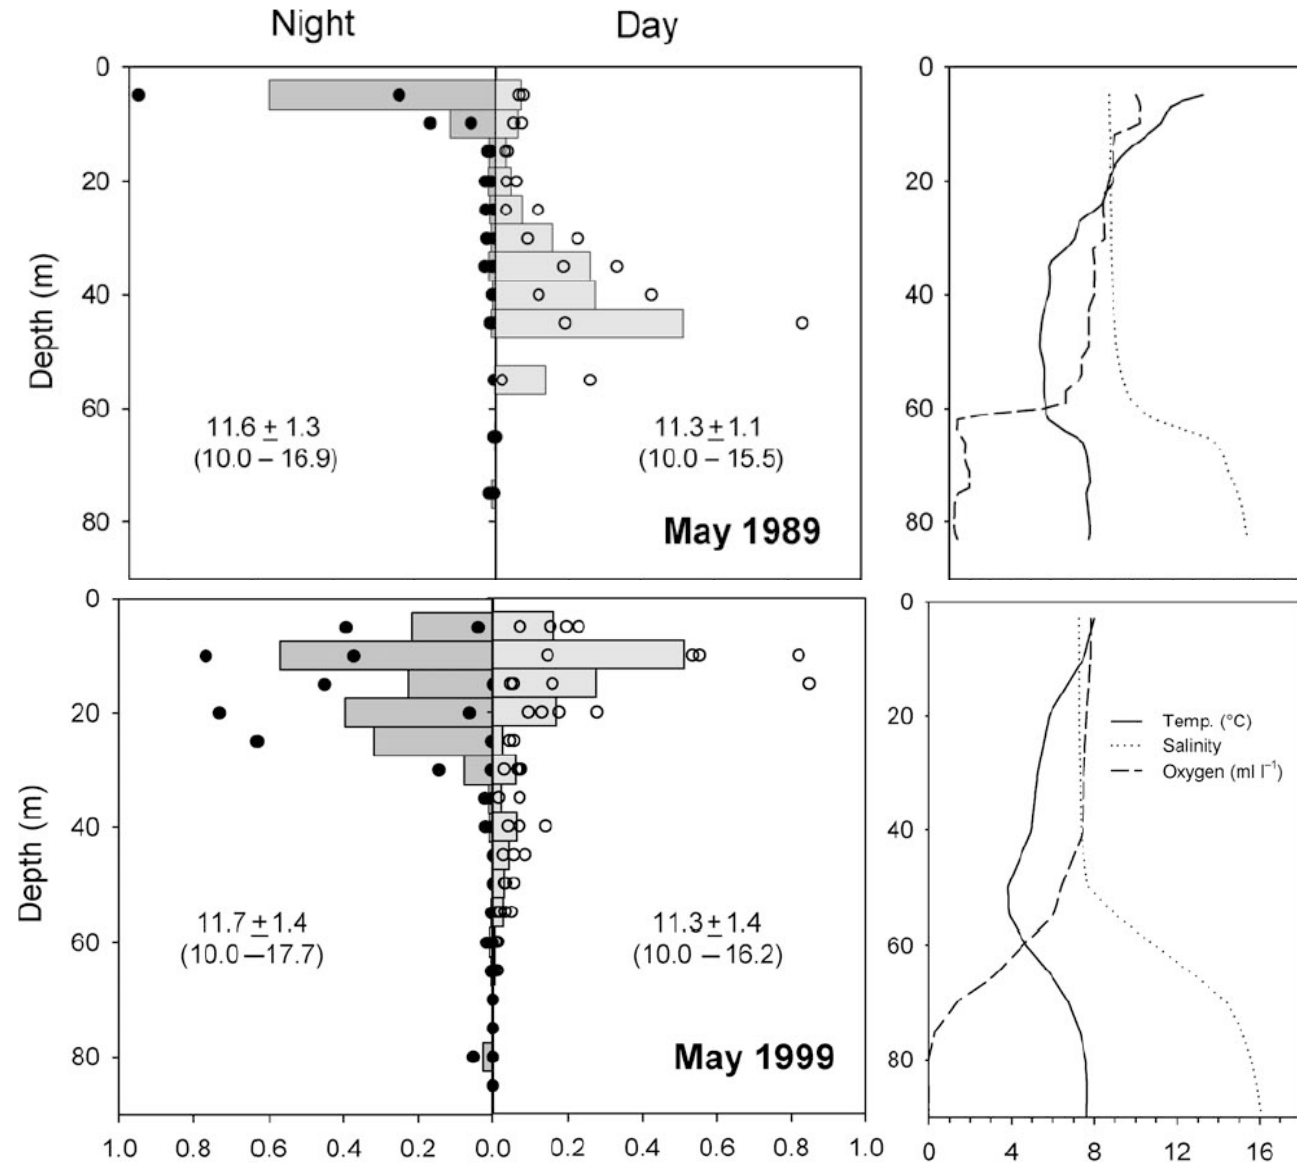 Night Day
0
20
40
60
80
Depth (m)
11.6 ± 1.3
(10.0 – 16.9)
11.3 ± 1.1
(10.0 – 15.5)
May 1989
0
20
40
60
80
0
20
40
60
80
Depth (m)
11.7 ± 1.4
(10.0 – 17.7)
11.3 ± 1.4
(10.0 – 16.2)
May 1999
1.0 0.8 0.6 0.4 0.2 0.0 0.2 0.4 0.6 0.8 1.0
0
20
40
60
80
Temp. (°C)
Salinity
Oxygen (ml l⁻¹)
0 4 8 12 16